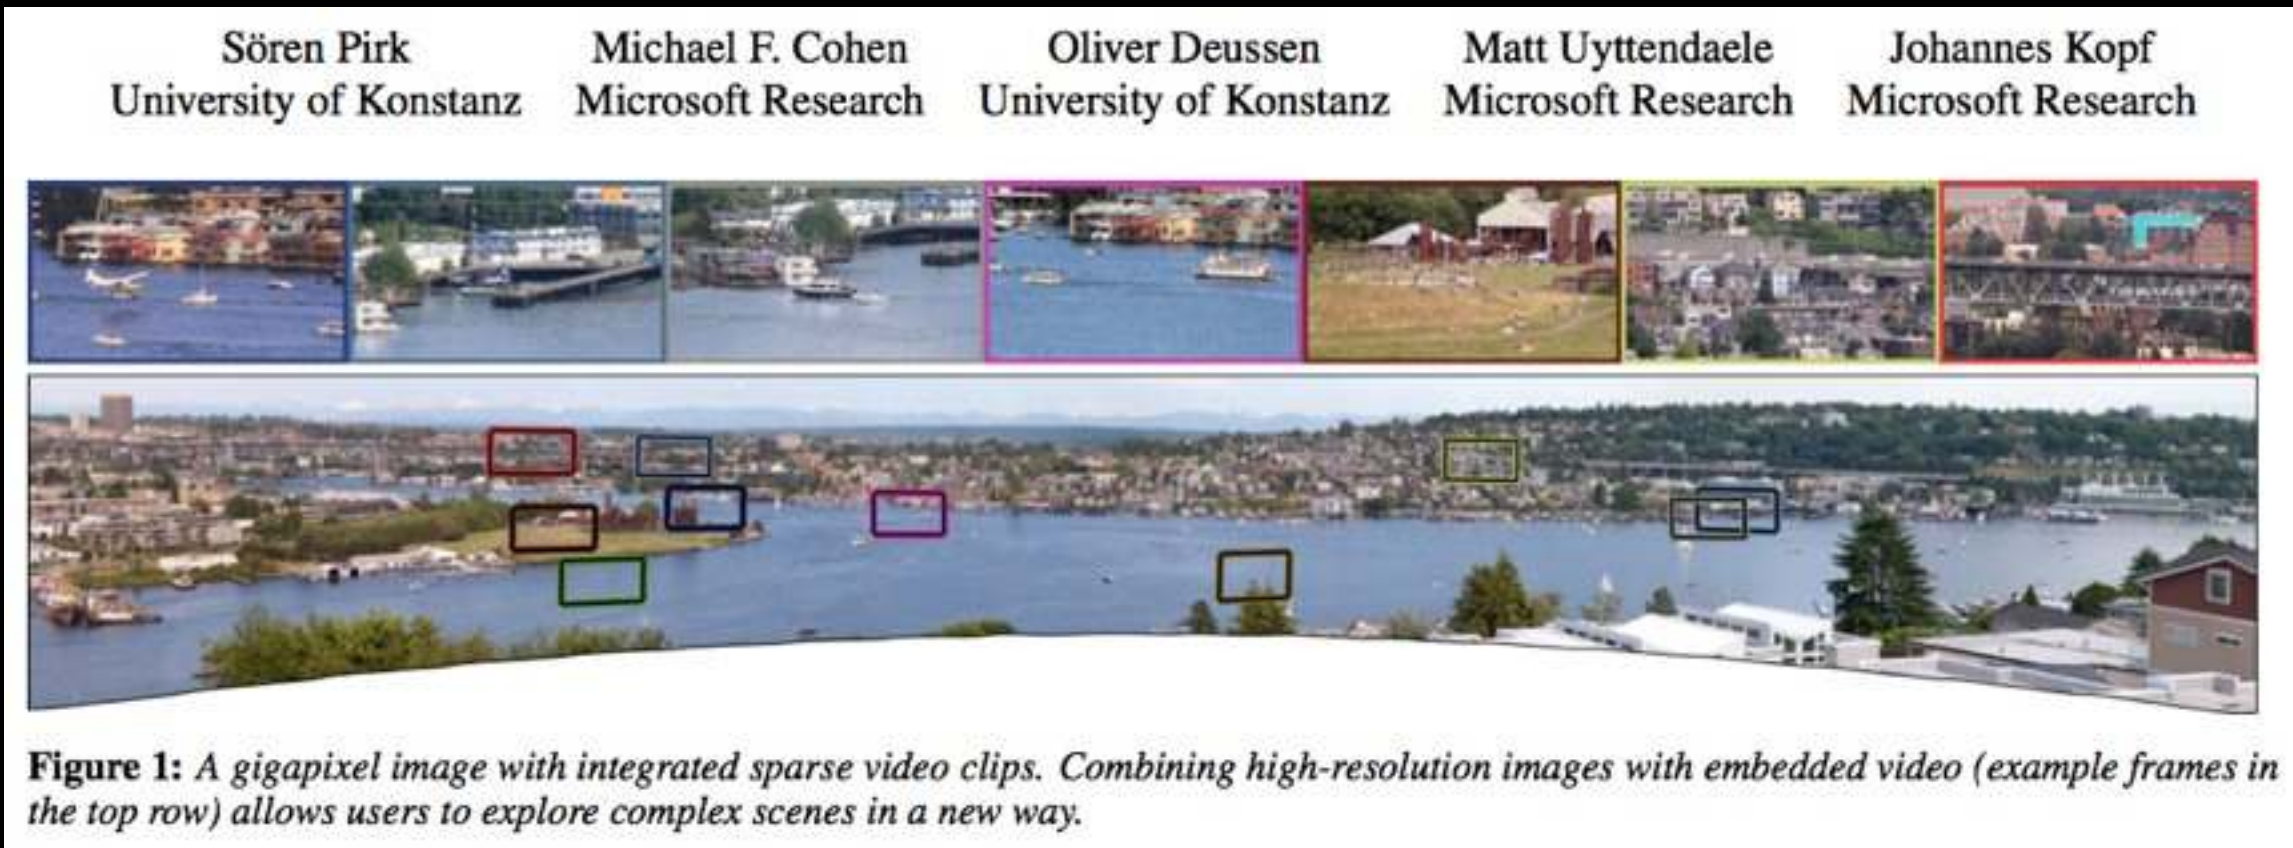 Sören Pirk Michael F. Cohen Oliver Deussen Matt Uyttendaele Johannes Kopf
University of Konstanz Microsoft Research University of Konstanz Microsoft Research Microsoft Research
Figure 1: A gigapixel image with integrated sparse video clips. Combining high-resolution images with embedded video (example frames in
the top row) allows users to explore complex scenes in a new way.